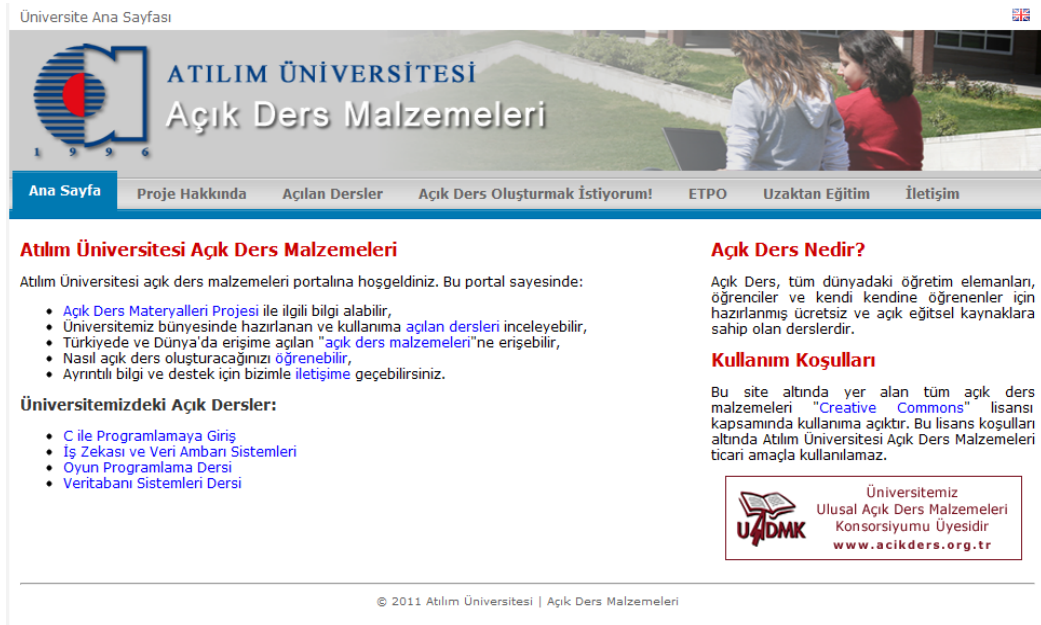 Üniversite Ana Sayfası
ATILIM ÜNİVERSİTESİ
Açık Ders Malzemeleri
1 9 9 6
Ana Sayfa
Proje Hakkında
Açılan Dersler
Açık Ders Oluşturmak İstiyorum!
ETPO
Uzaktan Eğitim
İletişim
Atılım Üniversitesi Açık Ders Malzemeleri
Atılım Üniversitesi açık ders malzemeleri portalına hoşgeldiniz. Bu portal sayesinde:
Açık Ders Materyalleri Projesi ile ilgili bilgi alabilir,
Üniversitemiz bünyesinde hazırlanan ve kullanıma açılan dersleri inceleyebilir,
Türkiyede ve Dünya'da erişime açılan "açık ders malzemeleri"ne erişebilir,
Nasıl açık ders oluşturacağınızı öğrenebilir,
Ayrıntılı bilgi ve destek için bizimle iletişime geçebilirsiniz.
Üniversitemizdeki Açık Dersler:
C ile Programlamaya Giriş
İş Zekası ve Veri Ambarı Sistemleri
Oyun Programlama Dersi
Veritabanı Sistemleri Dersi
Açık Ders Nedir?
Açık Ders, tüm dünyadaki öğretim elemanları,
öğrenciler ve kendi kendine öğrenenler için
hazırlanmış ücretsiz ve açık eğitsel kaynaklara
sahip olan derslerdir.
Kullanım Koşulları
Bu site altında yer alan tüm açık ders
malzemeleri "Creative Commons" lisansı
kapsamında kullanıma açıktır. Bu lisans koşulları
altında Atılım Üniversitesi Açık Ders Malzemeleri
ticari amaçla kullanılamaz.
UADMK
Üniversitemiz
Ulusal Açık Ders Malzemeleri
Konsorsiyumu Üyesidir
www.acikders.org.tr
© 2011 Atılım Üniversitesi | Açık Ders Malzemeleri